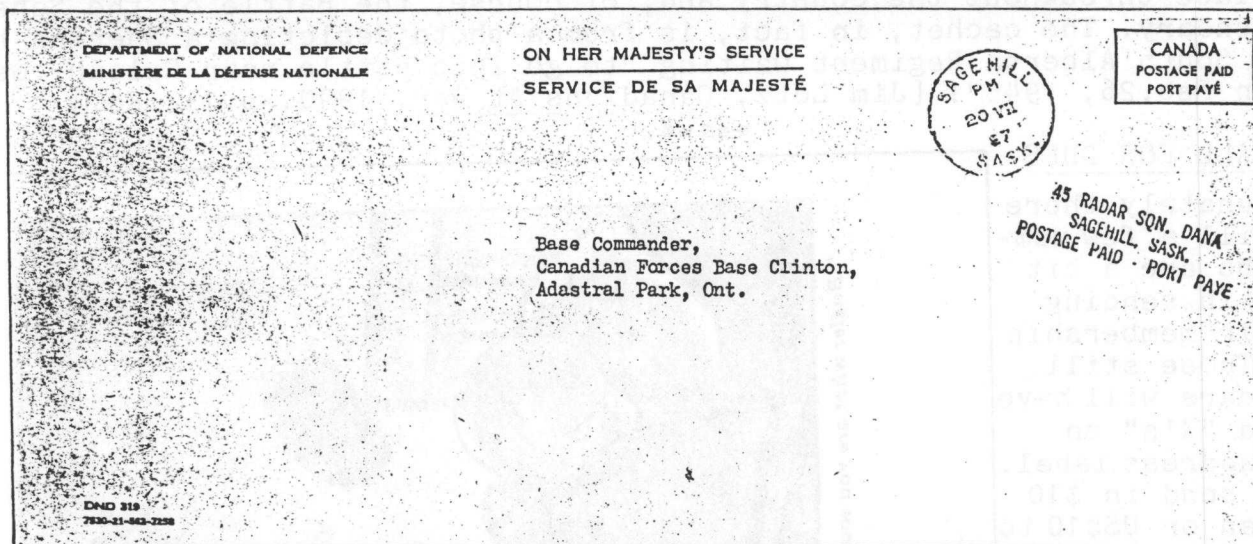 DEPARTMENT OF NATIONAL DEFENCE
MINISTÈRE DE LA DÉFENSE NATIONALE
ON HER MAJESTY'S SERVICE
SERVICE DE SA MAJESTÉ
SAGEHILL
PM
20 VII
67
SASK.
CANADA
POSTAGE PAID
PORT PAYÉ
45 RADAR SQN. DANA
SAGEHILL, SASK.
POSTAGE PAID - PORT PAYE
Base Commander,
Canadian Forces Base Clinton,
Adastral Park, Ont.
DND 319